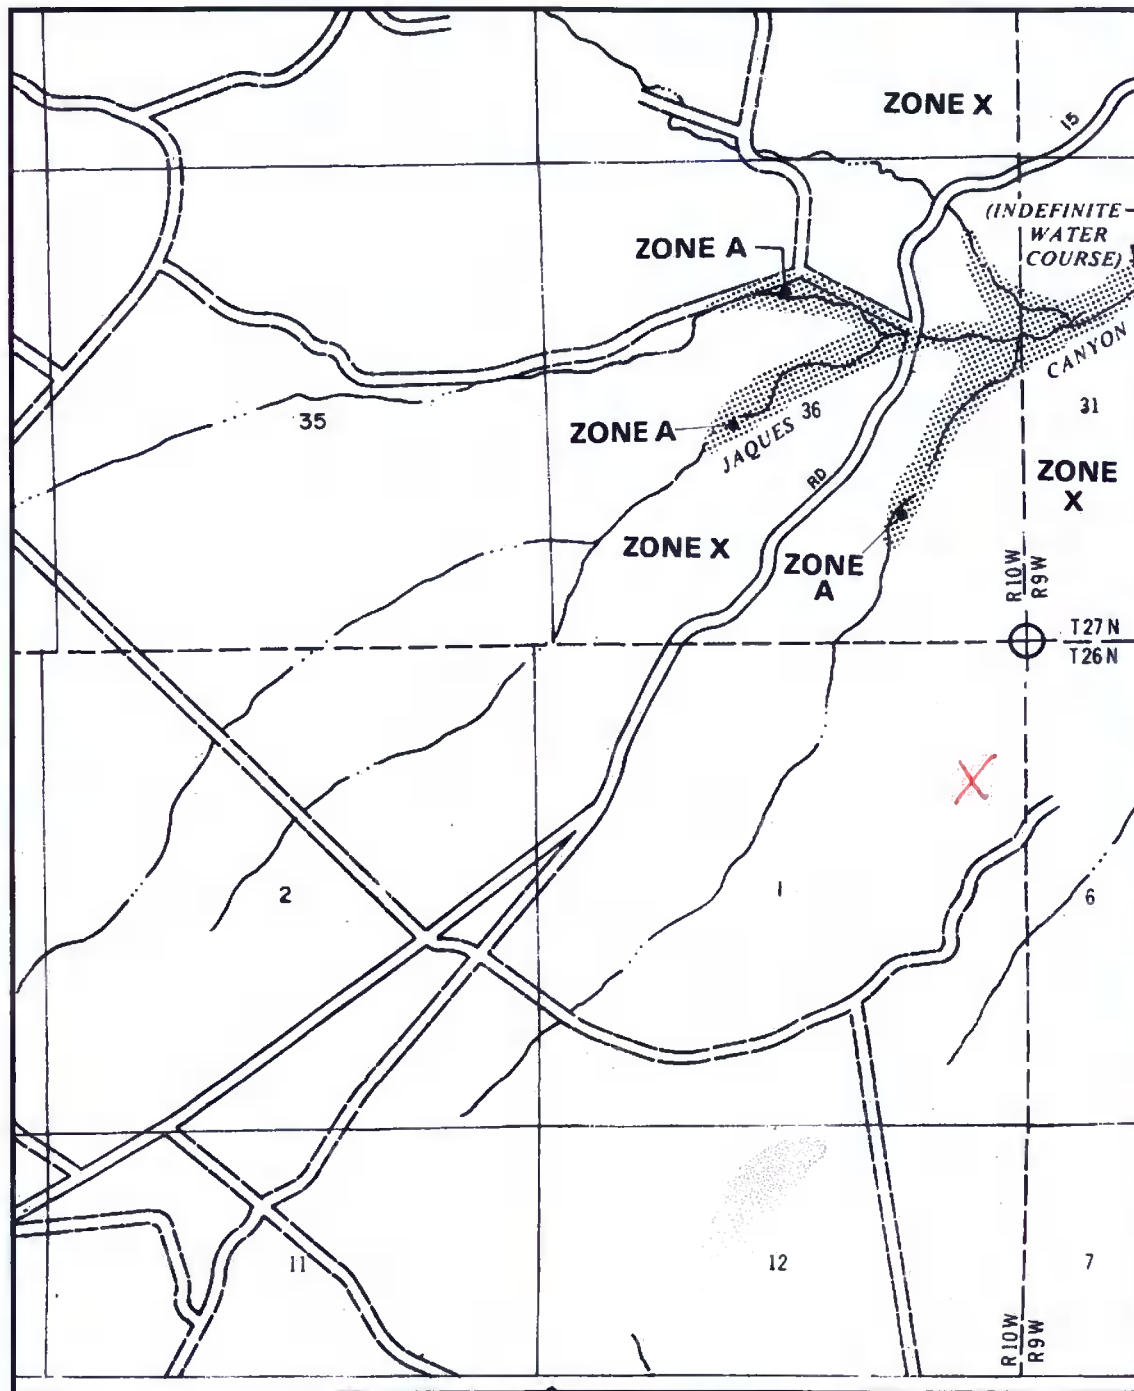 ZONE X
15
(INDEFINITE
WATER
COURSE)
ZONE A
CANYON
31
36
35
ZONE A
JAQUES
ZONE
X
RD
ZONE X
ZONE
A
R10W
R9W
T27N
T26N
X
2
1
6
11
12
7
R10W
R9W